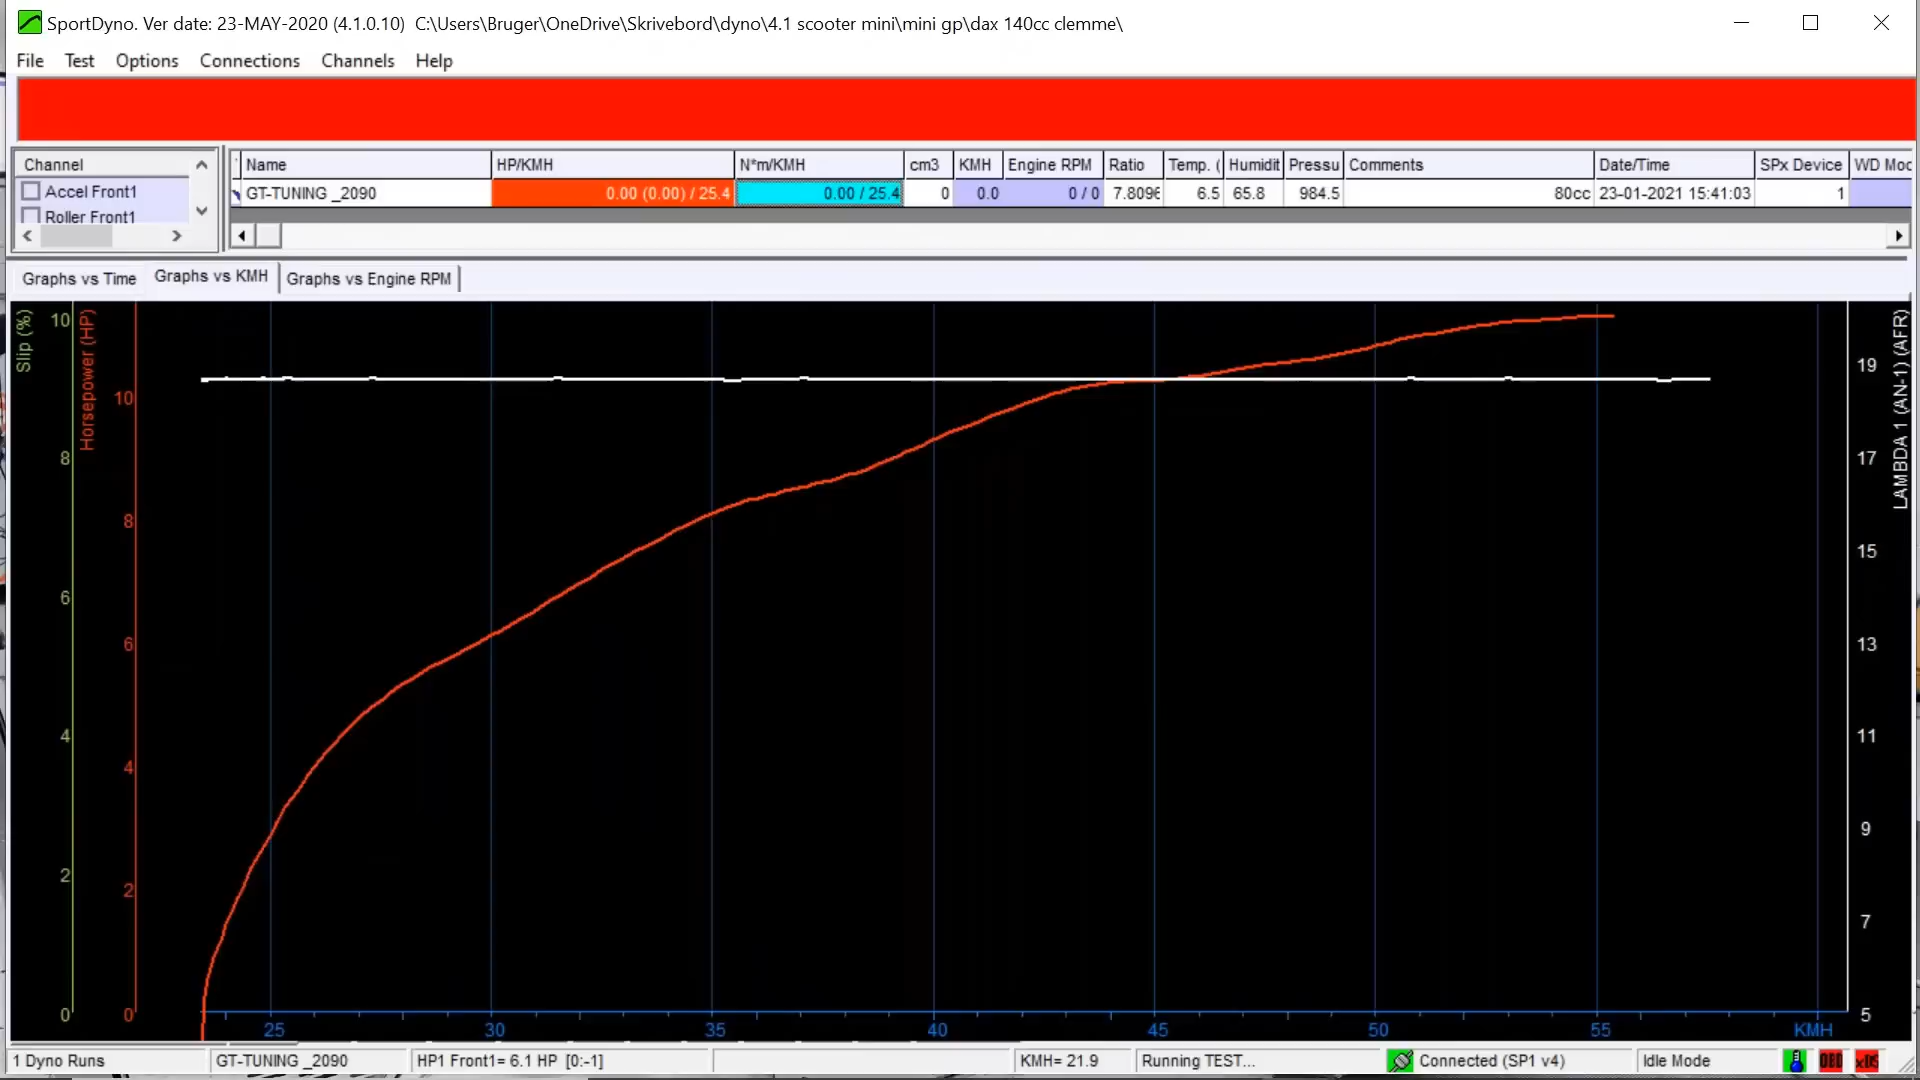 SportDyno. Ver date: 23-MAY-2020 (4.1.0.10)  C:\Users\Bruger\OneDrive\Skrivebord\dyno\4.1 scooter mini\mini gp\dax 140cc clemme\
File Test Options Connections Channels Help
Channel
Accel Front1
Roller Front1
Name HP/KMH N*m/KMH cm3 KMH Engine RPM Ratio Temp. ( Humidit Pressu Comments Date/Time SPx Device WD Moc
GT-TUNING _2090 0.00 (0.00) / 25.4 0.00 / 25.4 0 0.0 0 / 0 7.809 6.5 65.8 984.5 80cc 23-01-2021 15:41:03 1
Graphs vs Time Graphs vs KMH Graphs vs Engine RPM
Slip (%)
10
8
6
4
2
0
Horsepower (HP)
10
8
6
4
2
0
LAMBDA 1 (AN-1) (AFR)
19
17
15
13
11
9
7
5
25 30 35 40 45 50 55 KMH
1 Dyno Runs GT-TUNING _2090 HP1 Front1= 6.1 HP [0:-1] KMH= 21.9 Running TEST... Connected (SP1 v4) Idle Mode OBD